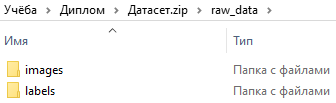 Учёба › Диплом › Датасет.zip › raw_data ›
Имя Тип
images Папка с файлами
labels Папка с файлами